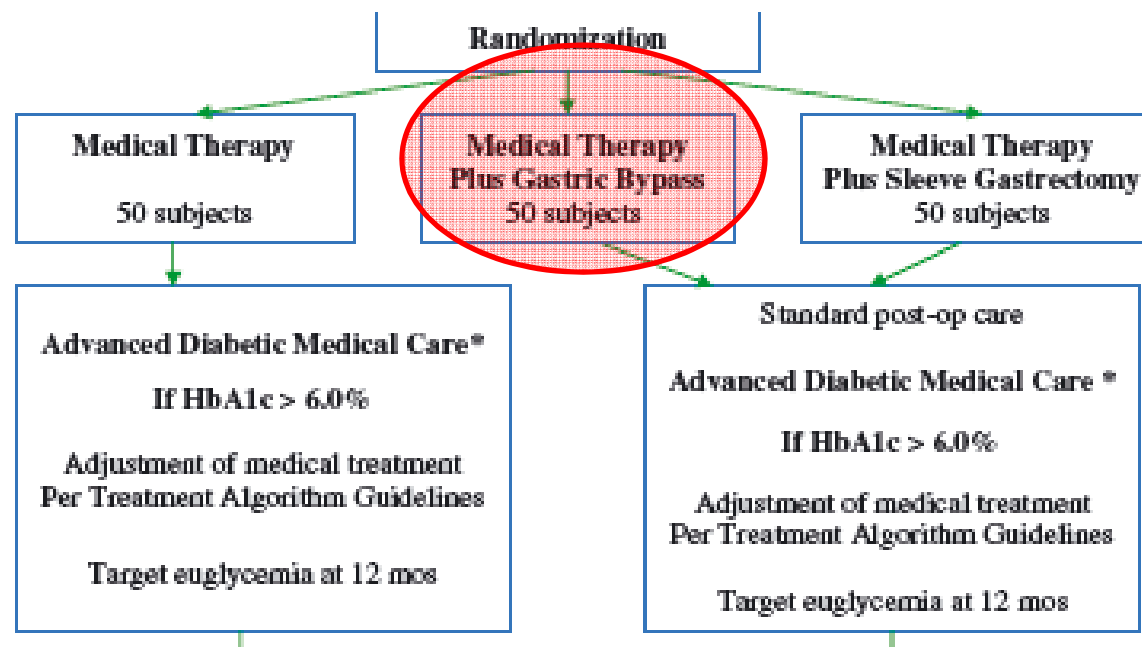 Randomization
Medical Therapy
50 subjects
Medical Therapy
Plus Gastric Bypass
50 subjects
Medical Therapy
Plus Sleeve Gastrectomy
50 subjects
Advanced Diabetic Medical Care*
If HbA1c > 6.0%
Adjustment of medical treatment
Per Treatment Algorithm Guidelines
Target euglycemia at 12 mos
Standard post-op care
Advanced Diabetic Medical Care *
If HbA1c > 6.0%
Adjustment of medical treatment
Per Treatment Algorithm Guidelines
Target euglycemia at 12 mos